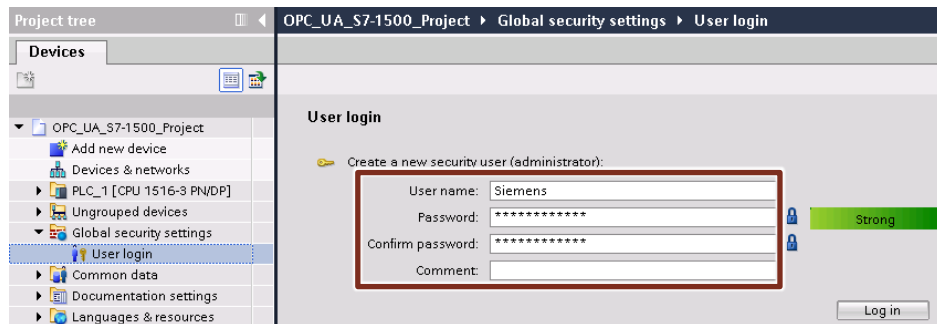 Project tree
OPC_UA_S7-1500_Project ▸ Global security settings ▸ User login
Devices
OPC_UA_S7-1500_Project
Add new device
Devices & networks
PLC_1 [CPU 1516-3 PN/DP]
Ungrouped devices
Global security settings
User login
Common data
Documentation settings
Languages & resources
User login
Create a new security user (administrator):
User name: Siemens
Password: ************ Strong
Confirm password: ************
Comment:
Log in